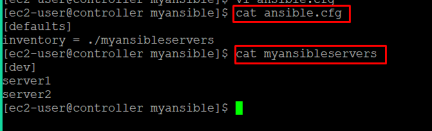 [ec2-user@controller myansible]$ vi ansible.cfg
[ec2-user@controller myansible]$ cat ansible.cfg
[defaults]
inventory = ./myansibleservers
[ec2-user@controller myansible]$ cat myansibleservers
[dev]
server1
server2
[ec2-user@controller myansible]$